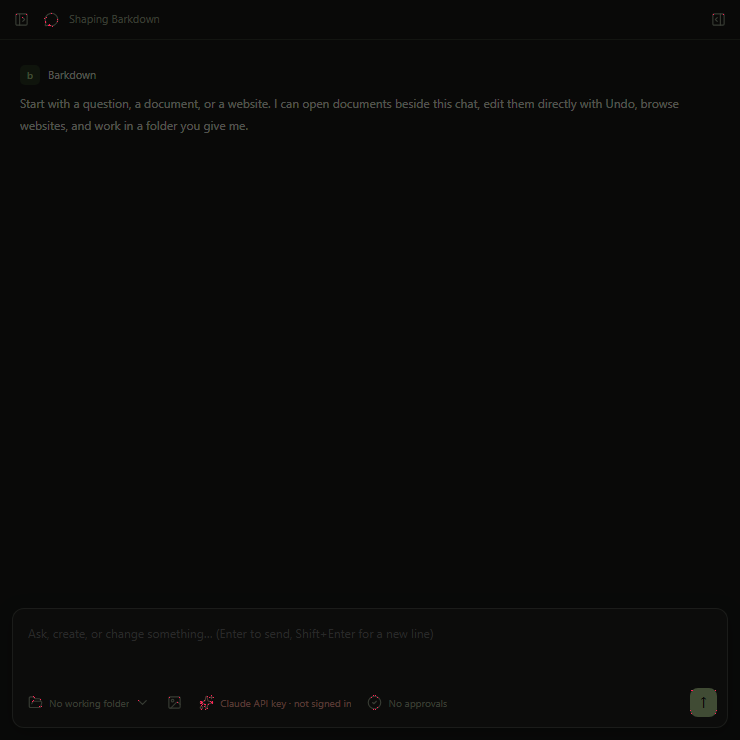 Shaping Barkdown
b Barkdown
Start with a question, a document, or a website. I can open documents beside this chat, edit them directly with Undo, browse
websites, and work in a folder you give me.
Ask, create, or change something... (Enter to send, Shift+Enter for a new line)
No working folder Claude API key · not signed in No approvals